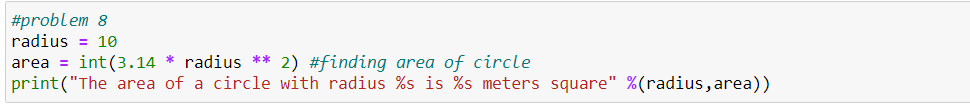 #problem 8
radius = 10
area = int(3.14 * radius ** 2) #finding area of circle
print("The area of a circle with radius %s is %s meters square" %(radius,area))